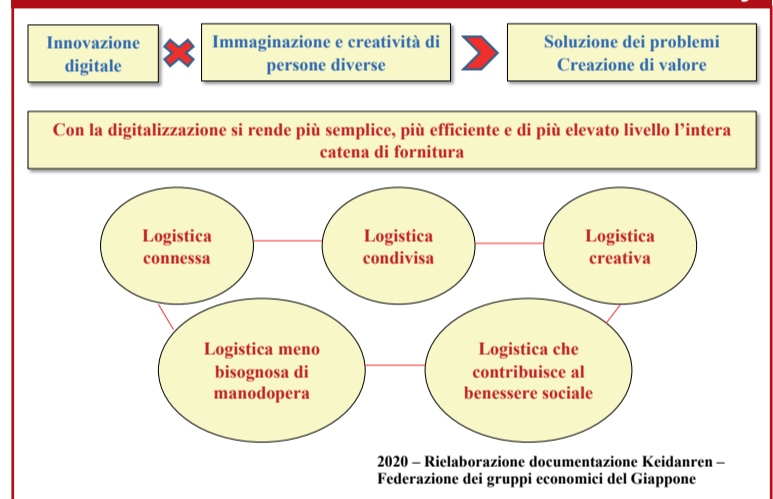 Innovazione
digitale
Immaginazione e creatività di
persone diverse
Soluzione dei problemi
Creazione di valore
Con la digitalizzazione si rende più semplice, più efficiente e di più elevato livello l’intera
catena di fornitura
Logistica
connessa
Logistica
condivisa
Logistica
creativa
Logistica meno
bisognosa di
manodopera
Logistica che
contribuisce al
benessere sociale
2020 – Rielaborazione documentazione Keidanren –
Federazione dei gruppi economici del Giappone